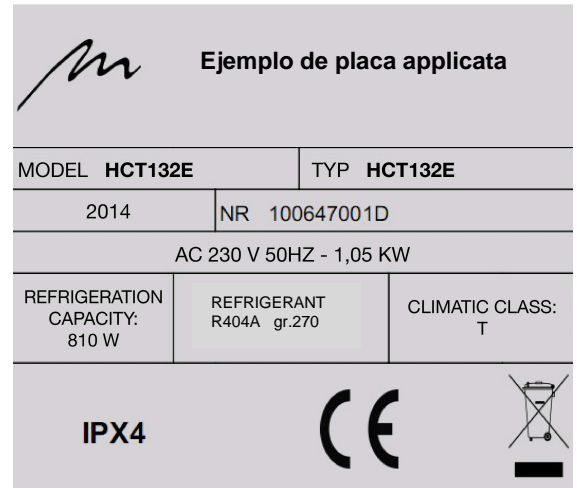 Ejemplo de placa applicata
MODEL HCT132E TYP HCT132E
2014 NR 100647001D
AC 230 V 50HZ - 1,05 KW
REFRIGERATION
CAPACITY:
810 W
REFRIGERANT
R404A gr.270
CLIMATIC CLASS:
T
IPX4
CE